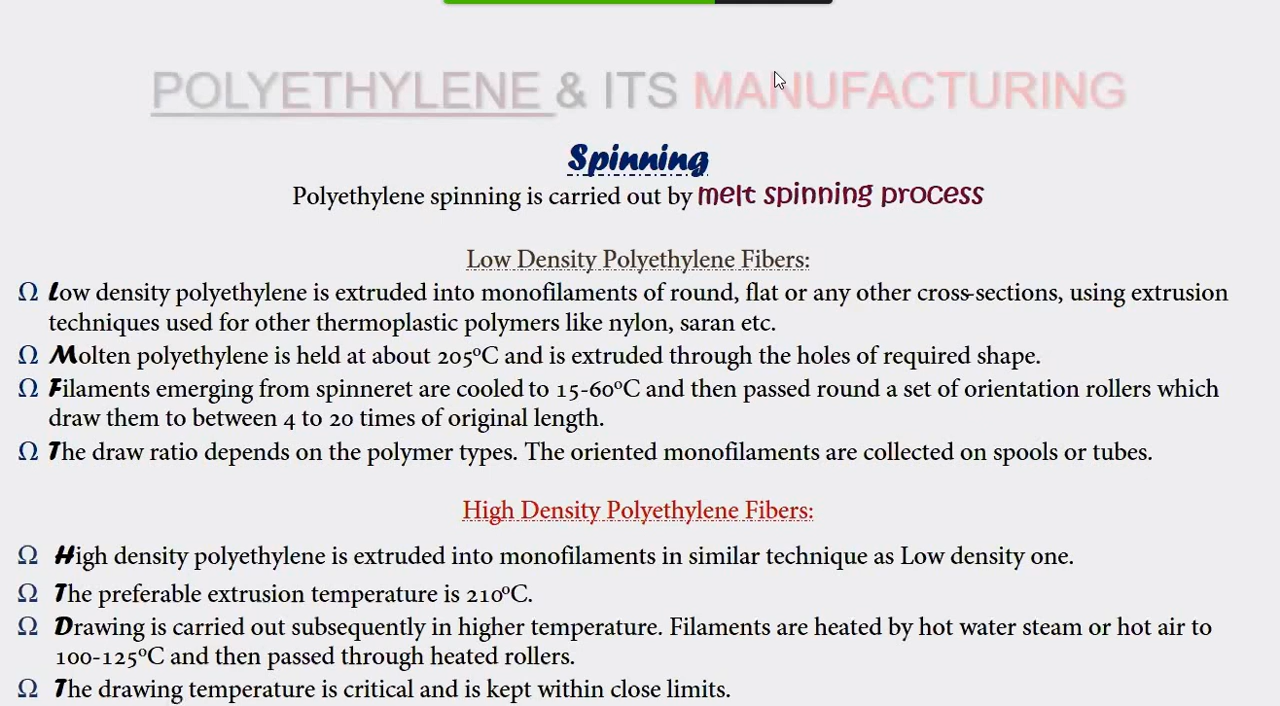 POLYETHYLENE & ITS MANUFACTURING
Spinning
Polyethylene spinning is carried out by melt spinning process
Low Density Polyethylene Fibers:
Ω Low density polyethylene is extruded into monofilaments of round, flat or any other cross-sections, using extrusion
techniques used for other thermoplastic polymers like nylon, saran etc.
Ω Molten polyethylene is held at about 205ºC and is extruded through the holes of required shape.
Ω Filaments emerging from spinneret are cooled to 15-60ºC and then passed round a set of orientation rollers which
draw them to between 4 to 20 times of original length.
Ω The draw ratio depends on the polymer types. The oriented monofilaments are collected on spools or tubes.
High Density Polyethylene Fibers:
Ω High density polyethylene is extruded into monofilaments in similar technique as Low density one.
Ω The preferable extrusion temperature is 210ºC.
Ω Drawing is carried out subsequently in higher temperature. Filaments are heated by hot water steam or hot air to
100-125ºC and then passed through heated rollers.
Ω The drawing temperature is critical and is kept within close limits.